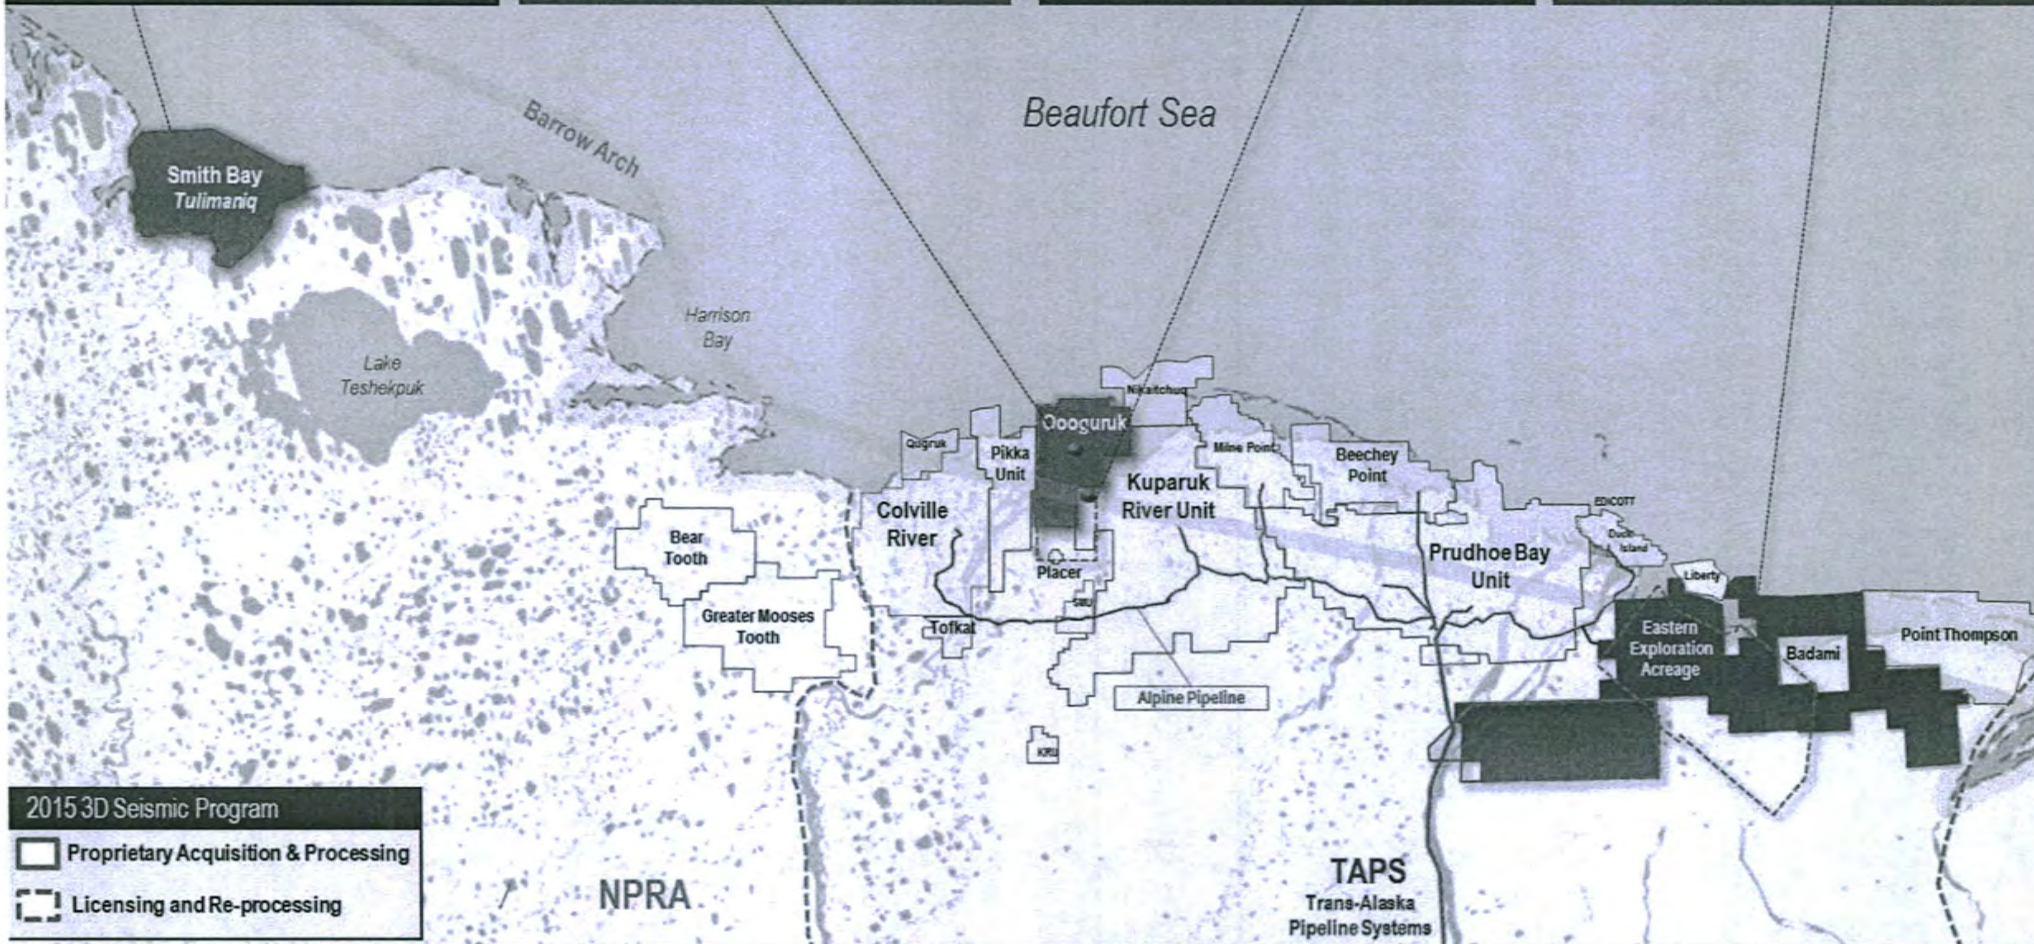 Beaufort Sea
Barrow Arch
Smith Bay
Tulimaniq
Harrison
Bay
Lake
Teshekpuk
Nikaitchuq
Oooguruk
Qugruk
Pikka
Unit
Milne Point
Beechey
Point
Kuparuk
River Unit
Colville
River
EDICOTT
Duck
Island
Bear
Tooth
Prudhoe Bay
Unit
Placer
Liberty
SMU
Greater Mooses
Tooth
Tofkat
Eastern
Exploration
Acreage
Badami
Point Thompson
Alpine Pipeline
KRU
2015 3D Seismic Program
Proprietary Acquisition & Processing
Licensing and Re-processing
NPRA
TAPS
Trans-Alaska
Pipeline Systems